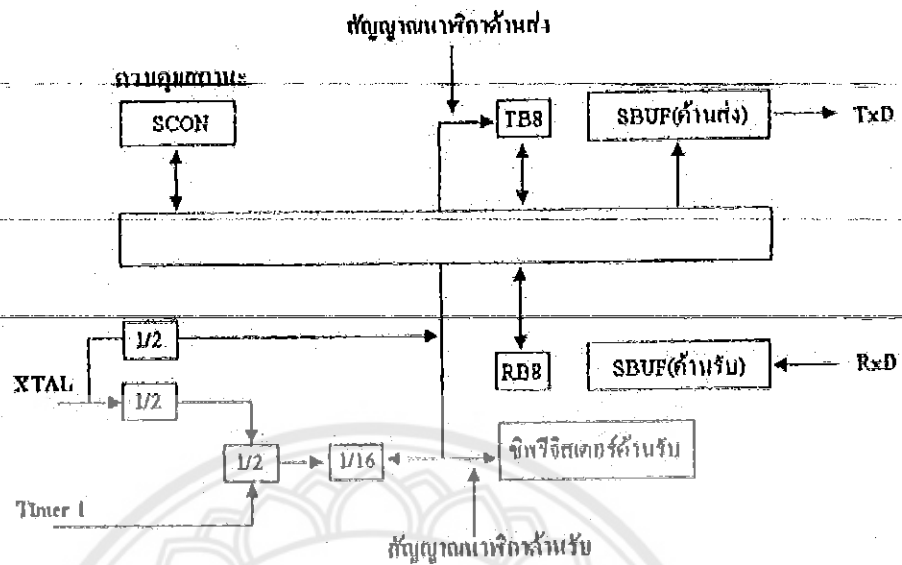 สัญญาณนาฬิกาด้านส่ง
ควบคุมสถานะ
SCON
TB8
SBUF(ด้านส่ง)
TxD
1/2
RB8
SBUF(ด้านรับ)
RxD
XTAL
1/2
1/2
1/16
ชิพรีจิสเตอร์ด้านรับ
Timer 1
สัญญาณนาฬิกาด้านรับ